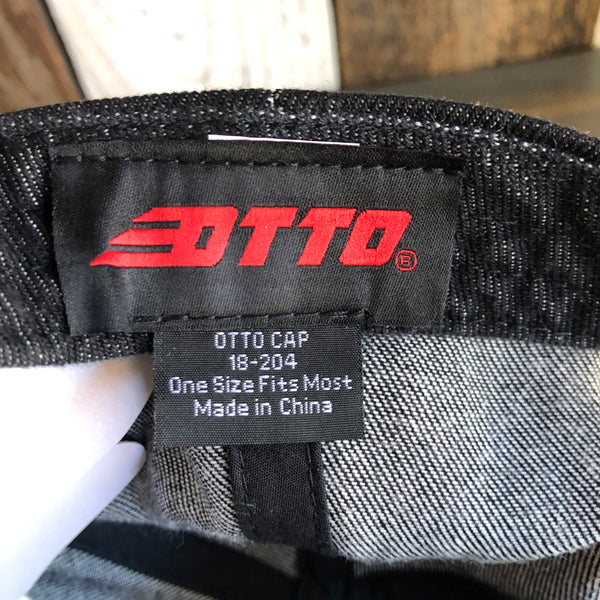 OTTO®
OTTO CAP
18-204
One Size Fits Most
Made in China